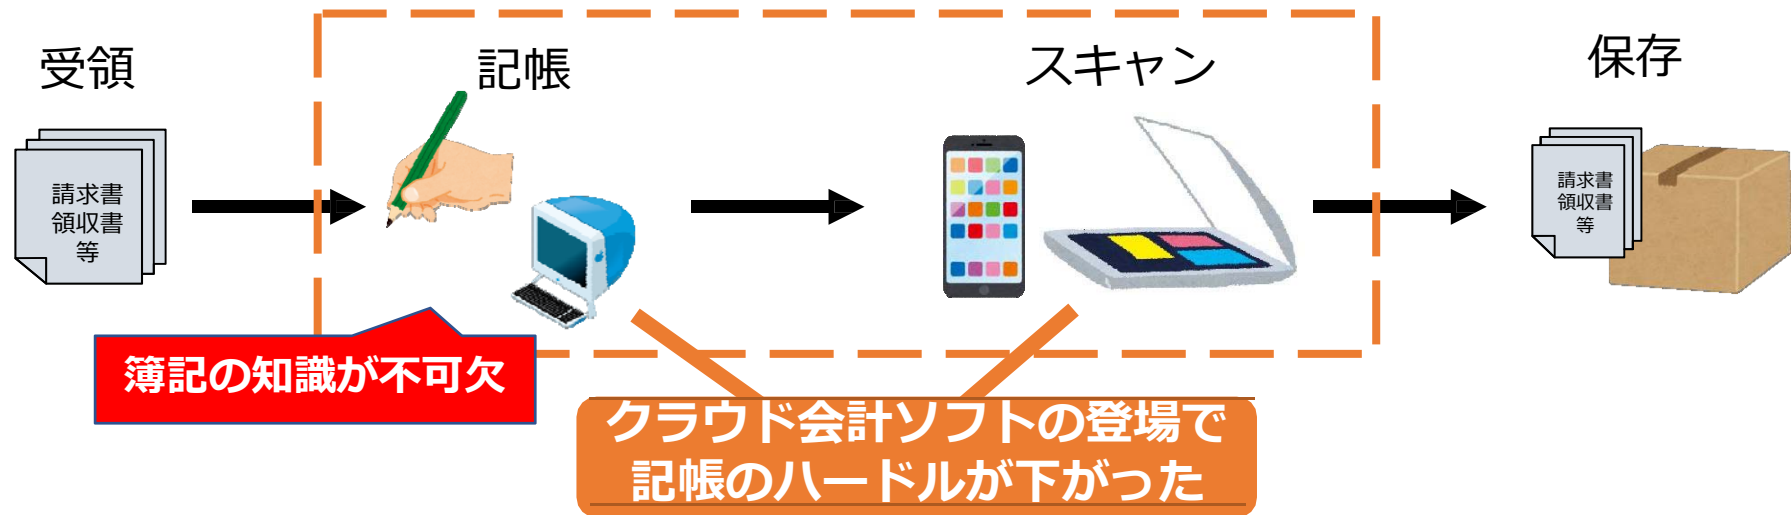 受領
記帳
スキャン
保存
請求書
領収書
等
請求書
領収書
等
簿記の知識が不可欠
クラウド会計ソフトの登場で
記帳のハードルが下がった